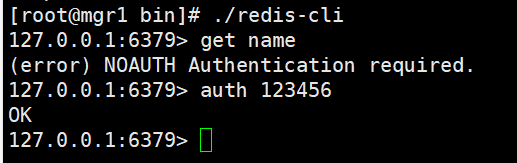 [root@mgr1 bin]# ./redis-cli
127.0.0.1:6379> get name
(error) NOAUTH Authentication required.
127.0.0.1:6379> auth 123456
OK
127.0.0.1:6379>